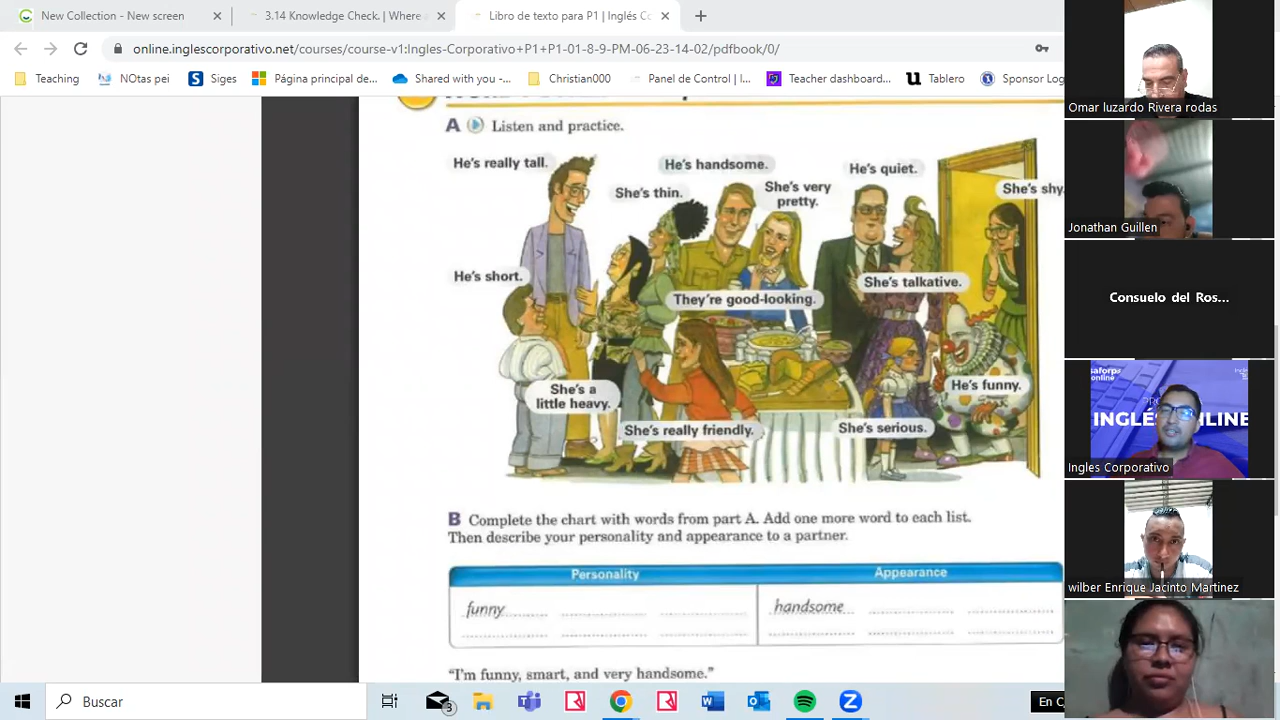 New Collection - New screen
3.14 Knowledge Check. | Where a
Libro de texto para P1 | Inglés Co
online.inglescorporativo.net/courses/course-v1:Ingles-Corporativo+P1+P1-01-8-9-PM-06-23-14-02/pdfbook/0/
Teaching
NOtas pei
Siges
Página principal de...
Shared with you -...
Christian000
Panel de Control | I...
Teacher dashboard...
Tablero
Sponsor Log
A Listen and practice.
He's really tall.
He's handsome.
He's quiet.
She's thin.
She's very
pretty.
She's shy.
He's short.
They're good-looking.
She's talkative.
She's a
little heavy.
He's funny.
She's really friendly.
She's serious.
B Complete the chart with words from part A. Add one more word to each list.
Then describe your personality and appearance to a partner.
Personality
Appearance
funny
handsome
"I'm funny, smart, and very handsome."
Buscar
3
En C
Omar luzardo Rivera rodas
Jonathan Guillen
Consuelo del Ros...
INGLÉS
LINE
Ingles Corporativo
wilber Enrique Jacinto Martinez